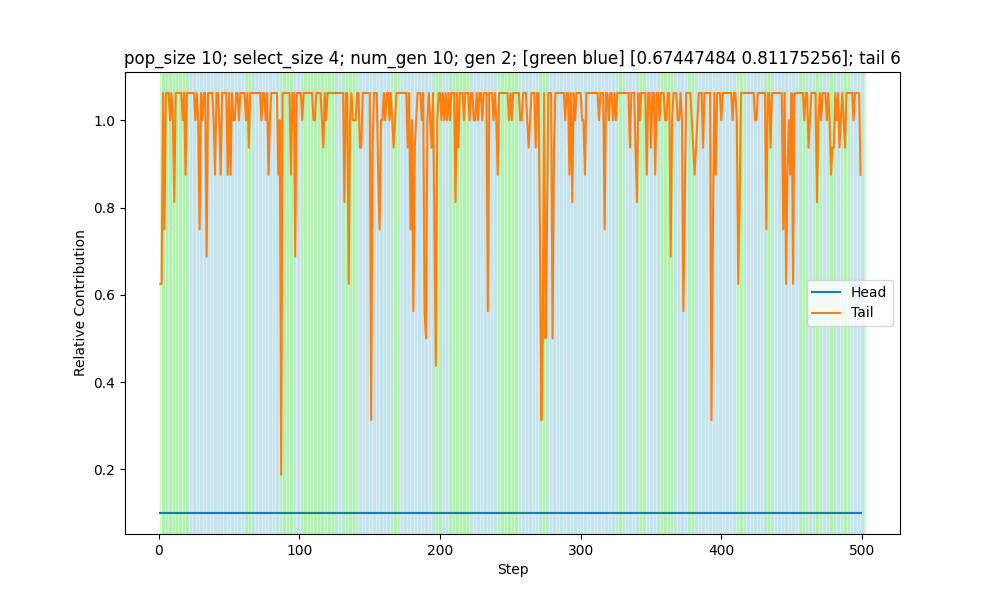 pop_size 10; select_size 4; num_gen 10; gen 2; [green blue] [0.67447484 0.81175256]; tail 6
1.0
0.8
0.6
0.4
0.2
Relative Contribution
Head
Tail
0 100 200 300 400 500
Step